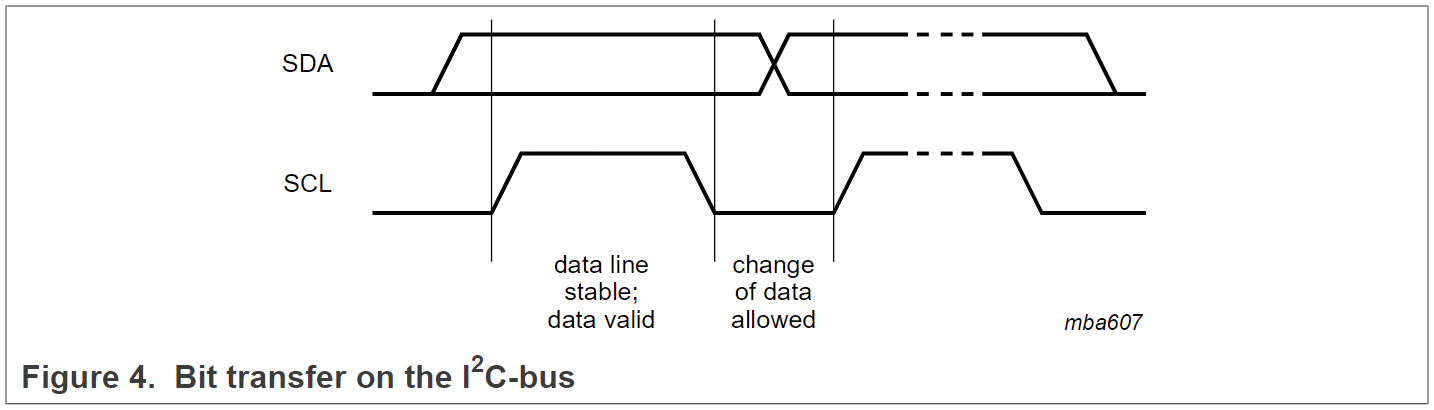 SDA
SCL
data line
stable;
data valid
change
of data
allowed
mba607
Figure 4. Bit transfer on the I²C-bus